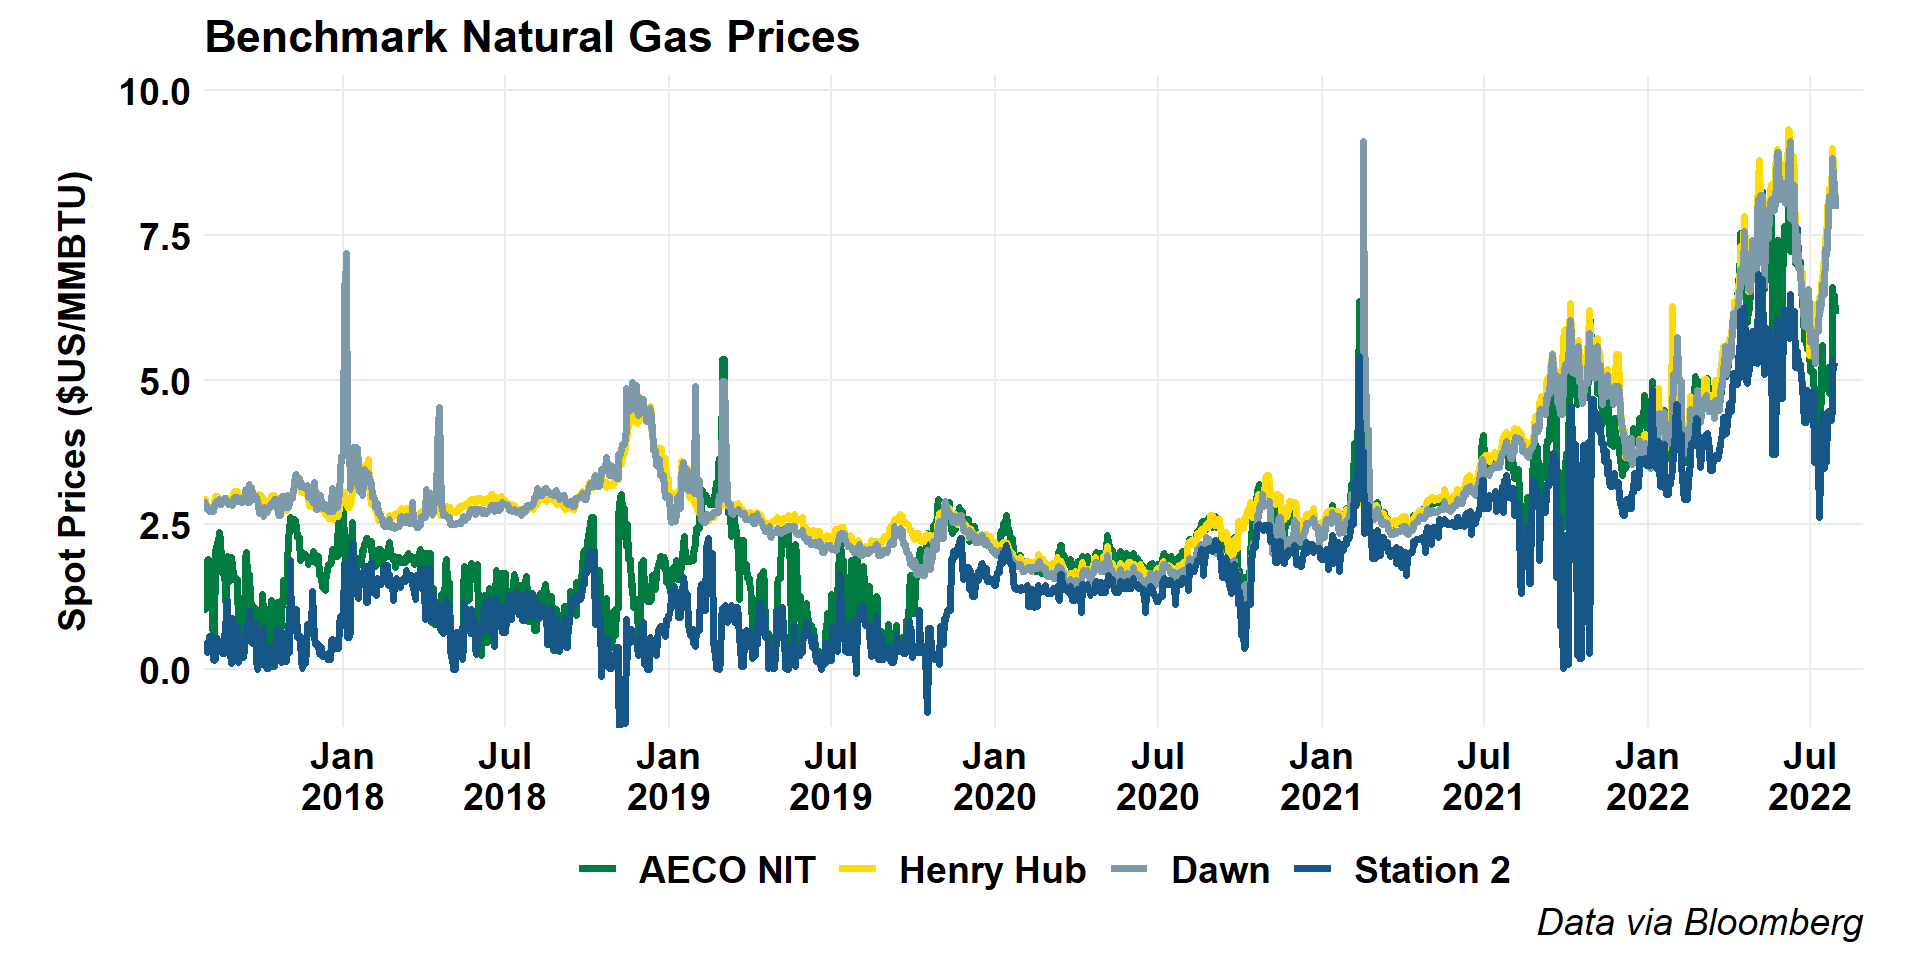 Benchmark Natural Gas Prices
Spot Prices ($US/MMBTU)
10.0
7.5
5.0
2.5
0.0
Jan Jul Jan Jul Jan Jul Jan Jul Jan Jul
2018 2018 2019 2019 2020 2020 2021 2021 2022 2022
AECO NIT Henry Hub Dawn Station 2
Data via Bloomberg